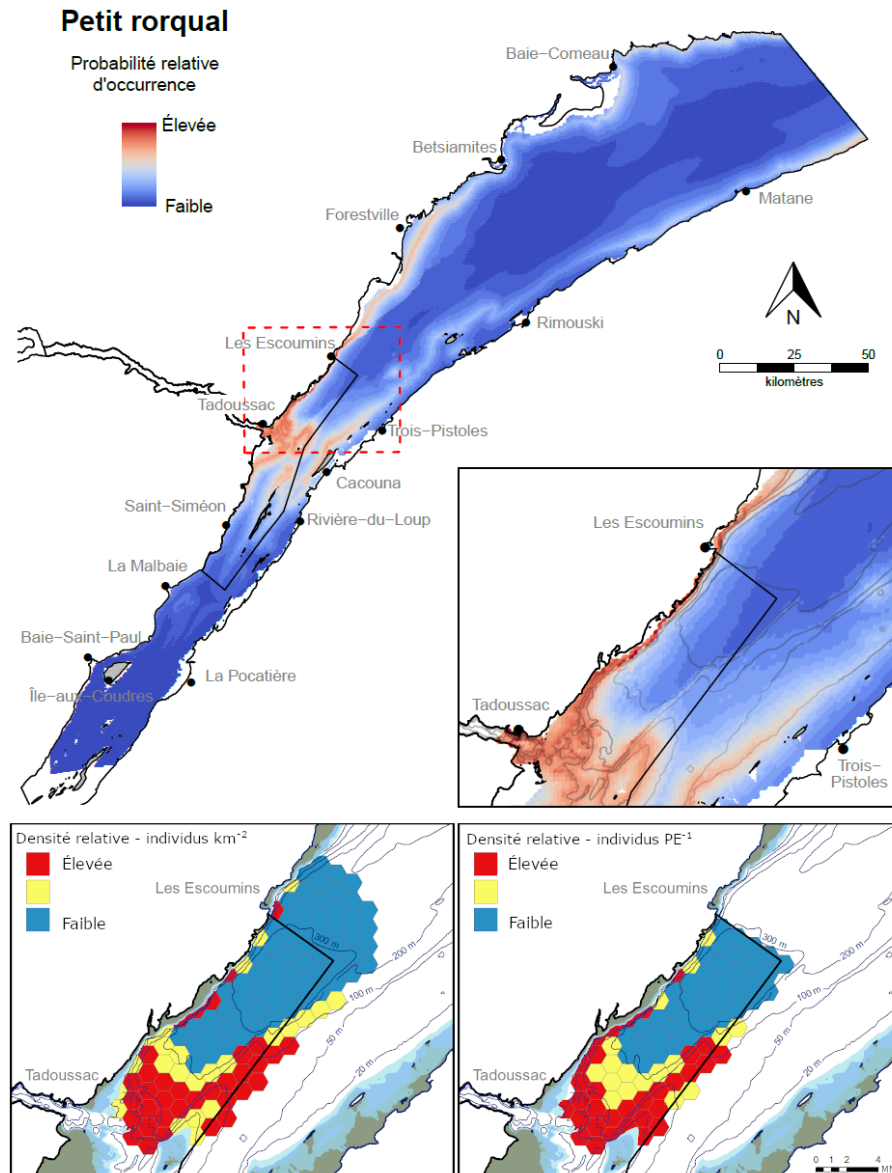 Petit rorqual
Probabilité relative
d'occurrence
Élevée
Faible
Baie-Comeau
Betsiamites
Forestville
Matane
N
Rimouski
Les Escoumins
0 25 50
kilomètres
Tadoussac
Trois-Pistoles
Cacouna
Saint-Siméon
Rivière-du-Loup
La Malbaie
Baie-Saint-Paul
La Pocatière
Île-aux-Coudres
Les Escoumins
Tadoussac
Trois-
Pistoles
Densité relative - individus km-2
Élevée
Les Escoumins
Faible
300 m
200 m
100 m
50 m
20 m
Tadoussac
Densité relative - individus PE-1
Élevée
Les Escoumins
Faible
300 m
200 m
100 m
50 m
20 m
Tadoussac
0 1 2 4